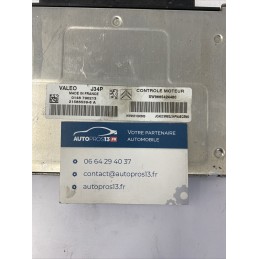 VALEO J34P
MADE IN FRANCE
CONTROLE MOTEUR
AUTOPROS13.FR
VOTRE PARTENAIRE
AUTOMOBILE
06 64 29 40 37
contact@autopros13.fr
autopros13.fr